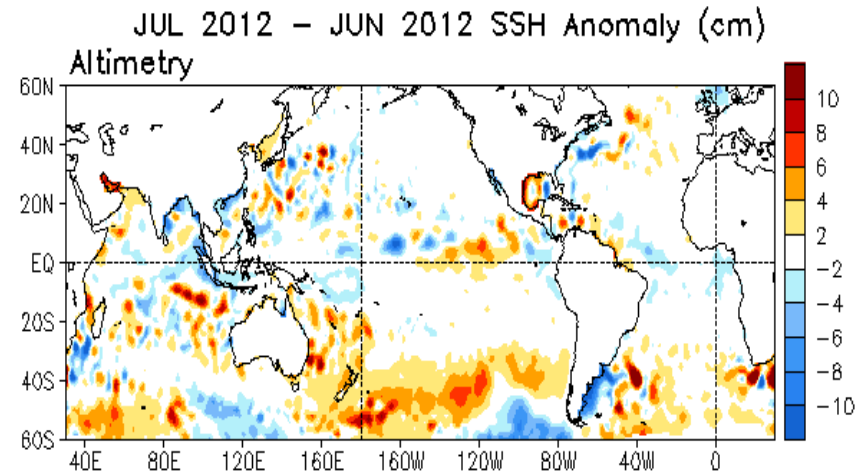 JUL 2012 - JUN 2012 SSH Anomaly (cm)
Altimetry
60N
40N
20N
EQ
20S
40S
60S
40E 80E 120E 160E 160W 120W 80W 40W 0
10
8
6
4
2
-2
-4
-6
-8
-10